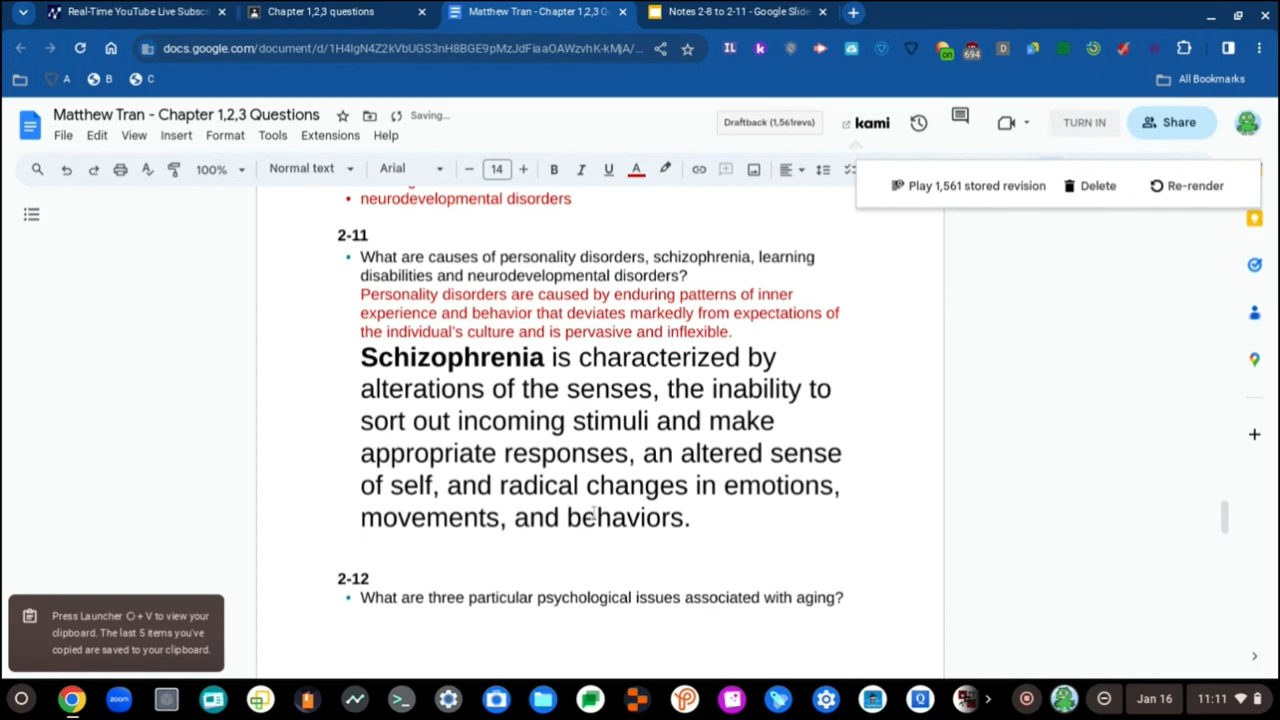 Real-Time YouTube Live Subscr
Chapter 1,2,3 questions
Matthew Tran - Chapter 1,2,3 Q
Notes 2-8 to 2-11 - Google Slide
docs.google.com/document/d/1H4lgN4Z2kVbUGS3nH8BGE9pMzJdFiaaOAWzvhK-kMjA/...
IL
k
on
694
D
A
B
C
All Bookmarks
Matthew Tran - Chapter 1,2,3 Questions
Saving...
File Edit View Insert Format Tools Extensions Help
Draftback (1,561revs)
kami
TURN IN
Share
100%
Normal text
Arial
14
B I U A
Play 1,561 stored revision
Delete
Re-render
neurodevelopmental disorders
2-11
What are causes of personality disorders, schizophrenia, learning
disabilities and neurodevelopmental disorders?
Personality disorders are caused by enduring patterns of inner
experience and behavior that deviates markedly from expectations of
the individual's culture and is pervasive and inflexible.
Schizophrenia is characterized by
alterations of the senses, the inability to
sort out incoming stimuli and make
appropriate responses, an altered sense
of self, and radical changes in emotions,
movements, and behaviors.
2-12
What are three particular psychological issues associated with aging?
Press Launcher O + V to view your
clipboard. The last 5 items you've
copied are saved to your clipboard.
zoom
Jan 16
11:11